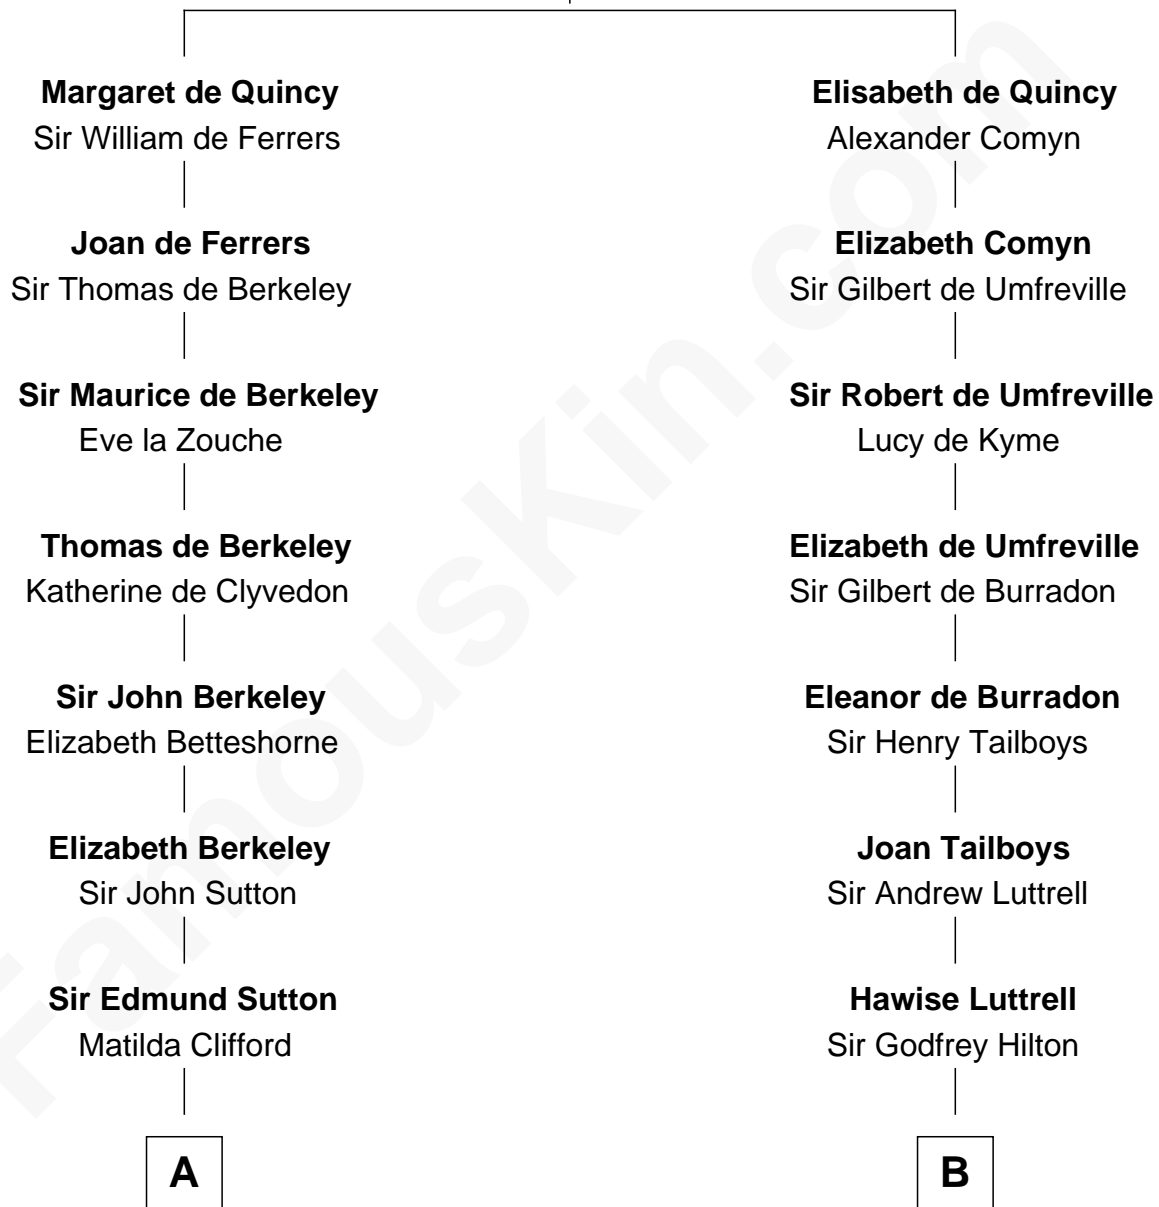 Margaret de Quincy
Sir William de Ferrers
Elisabeth de Quincy
Alexander Comyn
Joan de Ferrers
Sir Thomas de Berkeley
Elizabeth Comyn
Sir Gilbert de Umfreville
Sir Maurice de Berkeley
Eve la Zouche
Sir Robert de Umfreville
Lucy de Kyme
Thomas de Berkeley
Katherine de Clyvedon
Elizabeth de Umfreville
Sir Gilbert de Burradon
Sir John Berkeley
Elizabeth Betteshorne
Eleanor de Burradon
Sir Henry Tailboys
Elizabeth Berkeley
Sir John Sutton
Joan Tailboys
Sir Andrew Luttrell
Sir Edmund Sutton
Matilda Clifford
Hawise Luttrell
Sir Godfrey Hilton
A
B
FamousKin.com